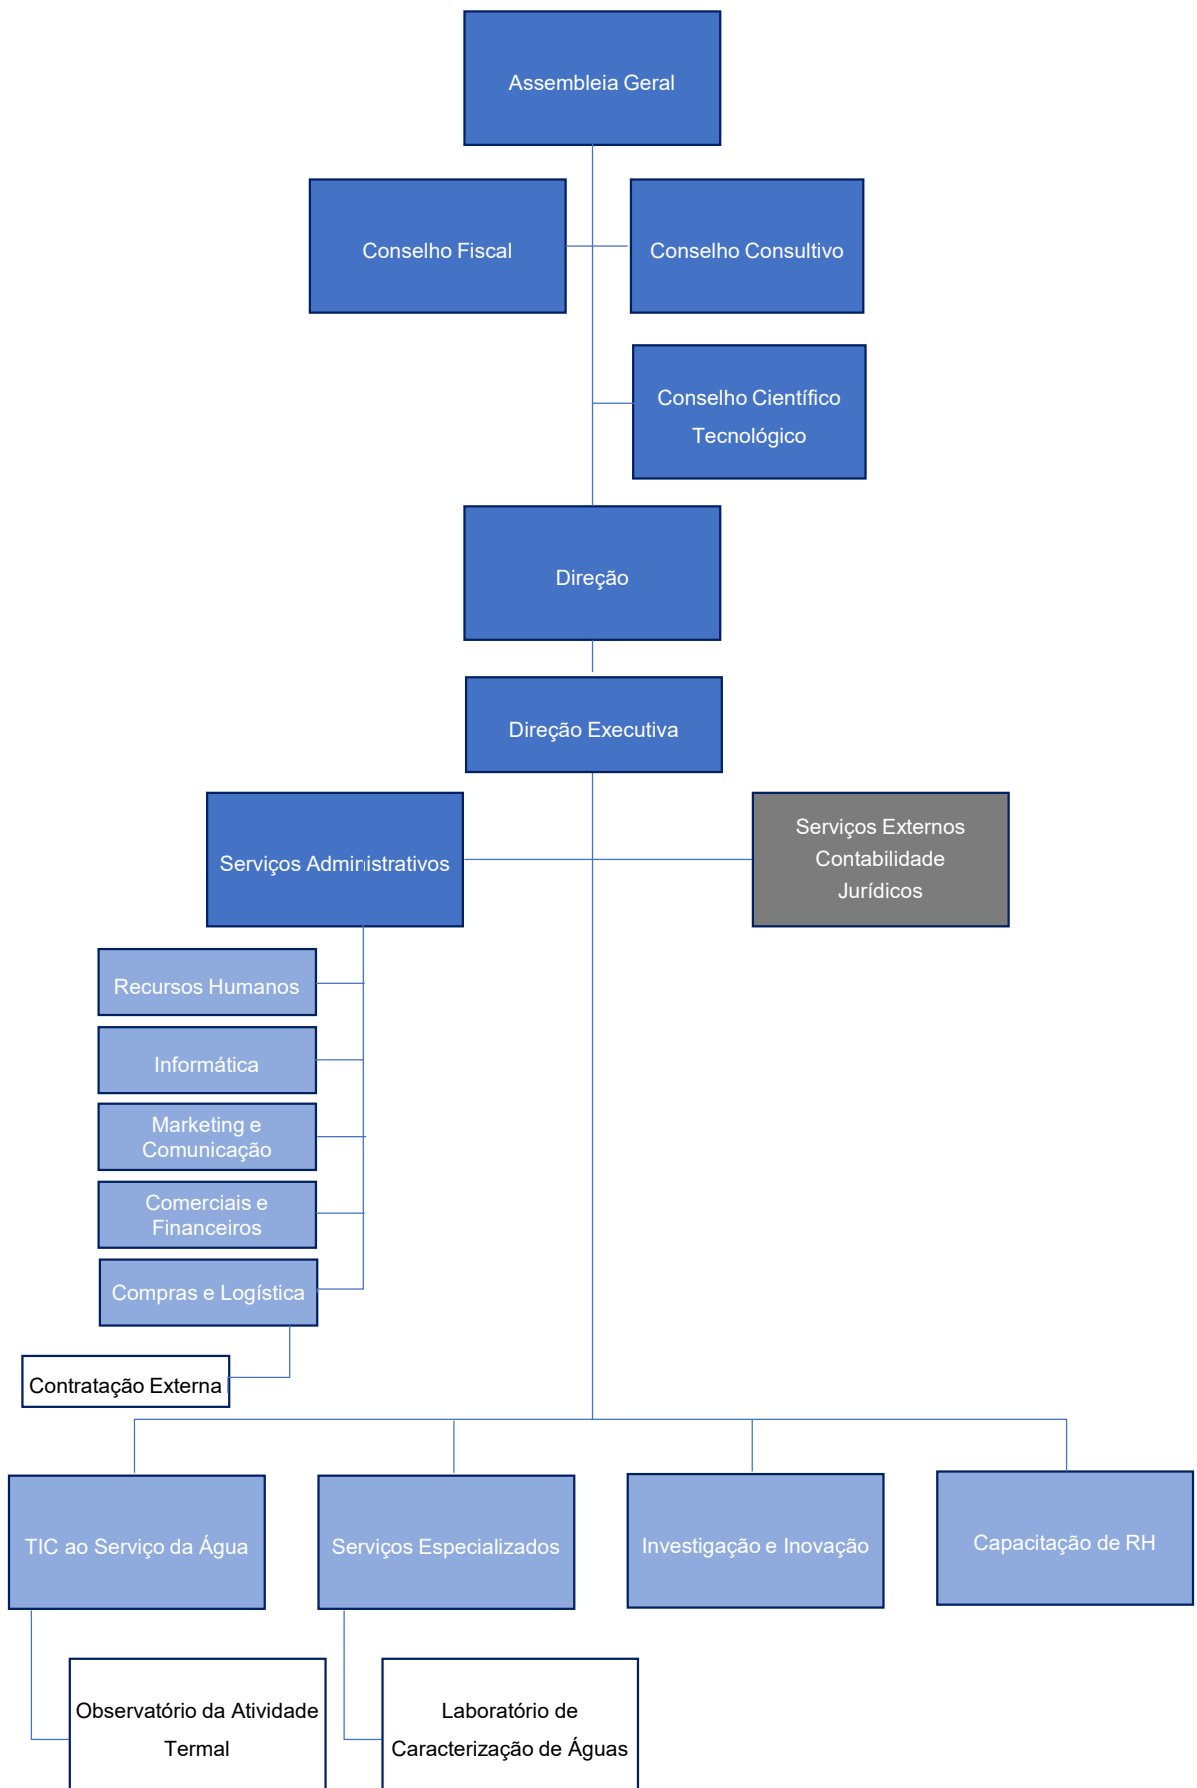 Assembleia Geral
Conselho Fiscal
Conselho Consultivo
Conselho Científico
Tecnológico
Direção
Direção Executiva
Serviços Administrativos
Serviços Externos
Contabilidade
Jurídicos
Recursos Humanos
Informática
Marketing e
Comunicação
Comerciais e
Financeiros
Compras e Logística
Contratação Externa
TIC ao Serviço da Água
Serviços Especializados
Investigação e Inovação
Capacitação de RH
Observatório da Atividade
Termal
Laboratório de
Caracterização de Águas